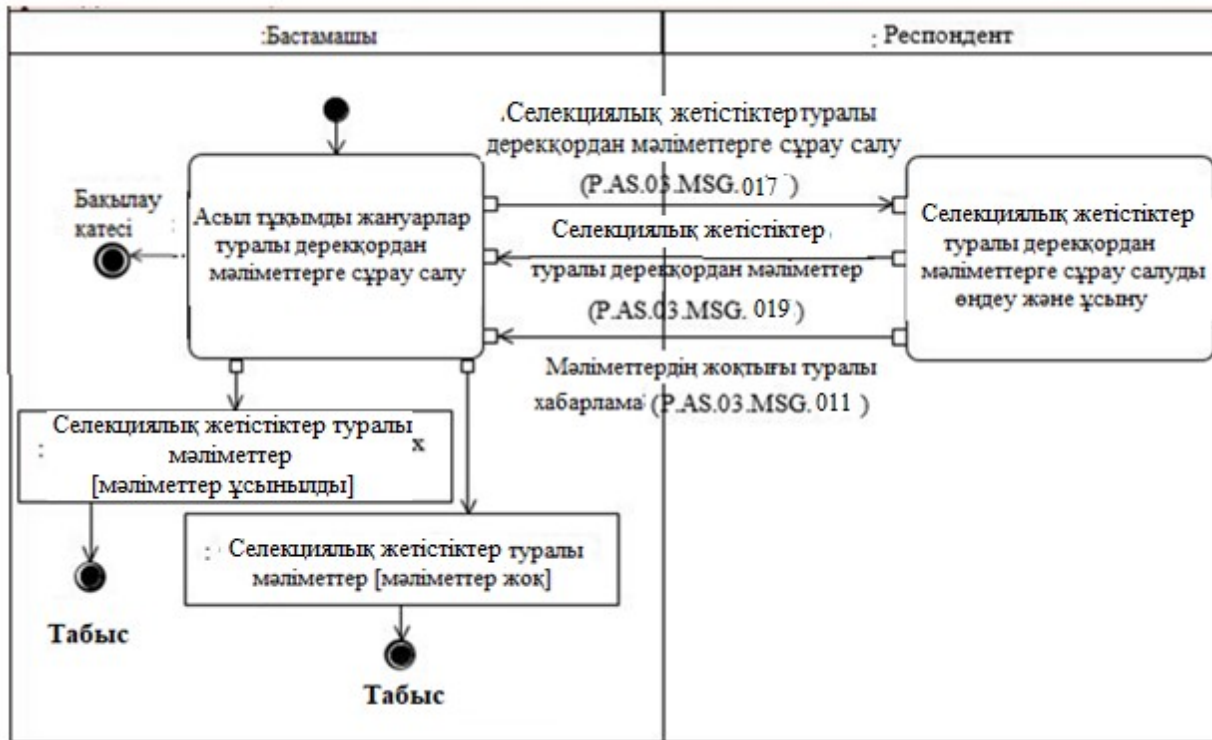 :Бастамашы
: Респондент
.Селекциялық жетістіктер туралы
дерекқордан мәліметтерге сұрау салу
(P.AS.03.MSG. 017 )
Бақылау
қатесі
:
Асыл тұқымды жануарлар
туралы дерекқордан
мәліметтерге сұрау салу
Селекциялық жетістіктер
туралы дерекқордан мәліметтер
(P.AS.03.MSG. 019 )
Селекциялық жетістіктер
туралы дерекқордан
мәліметтерге сұрау салуды
өңдеу және ұсыну
Мәліметтердің жоқтығы туралы
хабарлама (P.AS.03.MSG. 011 )
Селекциялық жетістіктер туралы х
: мәліметтер
[мәліметтер ұсынылды]
: Селекциялық жетістіктер туралы
мәліметтер [мәліметтер жоқ]
Табыс
Табыс